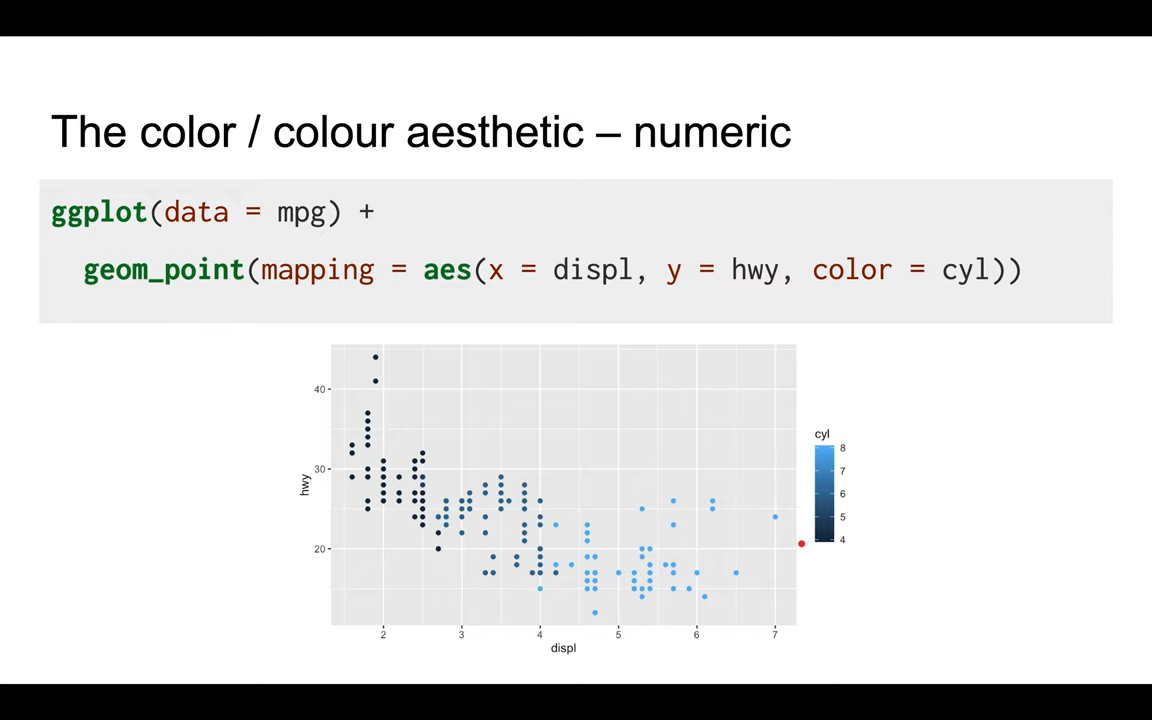 The color / colour aesthetic – numeric
ggplot(data = mpg) +
geom_point(mapping = aes(x = displ, y = hwy, color = cyl))
40
30
20
hwy
2 3 4 5 6 7
displ
cyl
8
7
6
5
4